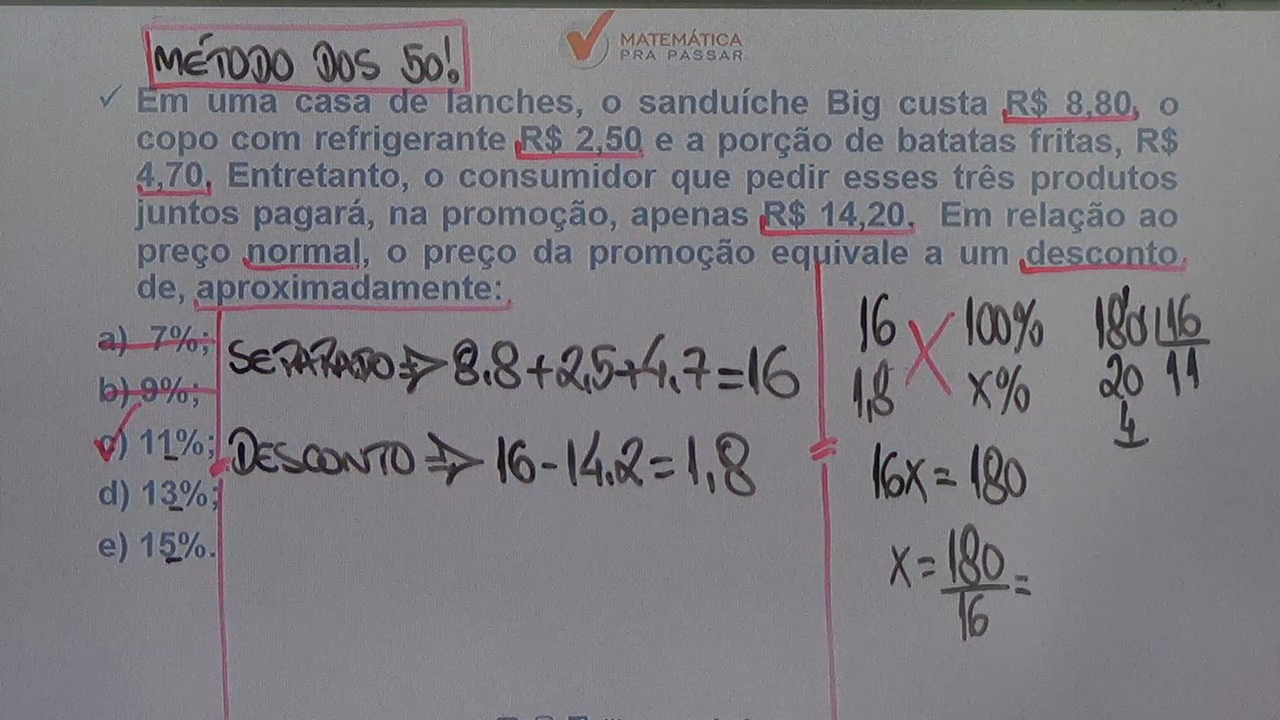 MÉTODO DOS 50!
MATEMÁTICA
PRA PASSAR
✓ Em uma casa de lanches, o sanduíche Big custa R$ 8,80, o
copo com refrigerante R$ 2,50 e a porção de batatas fritas, R$
4,70. Entretanto, o consumidor que pedir esses três produtos
juntos pagará, na promoção, apenas R$ 14,20. Em relação ao
preço normal, o preço da promoção equivale a um desconto
de, aproximadamente:
a) 7%;
b) 9%;
c) 11%;
d) 13%;
e) 15%.
SEPARADO ⇒ 8.8+2,5+4.7=16
DESCONTO ⇒ 16-14.2=1,8
16 100%
1,8 x%
16x=180
x=180/16=
180 16
20 11
4